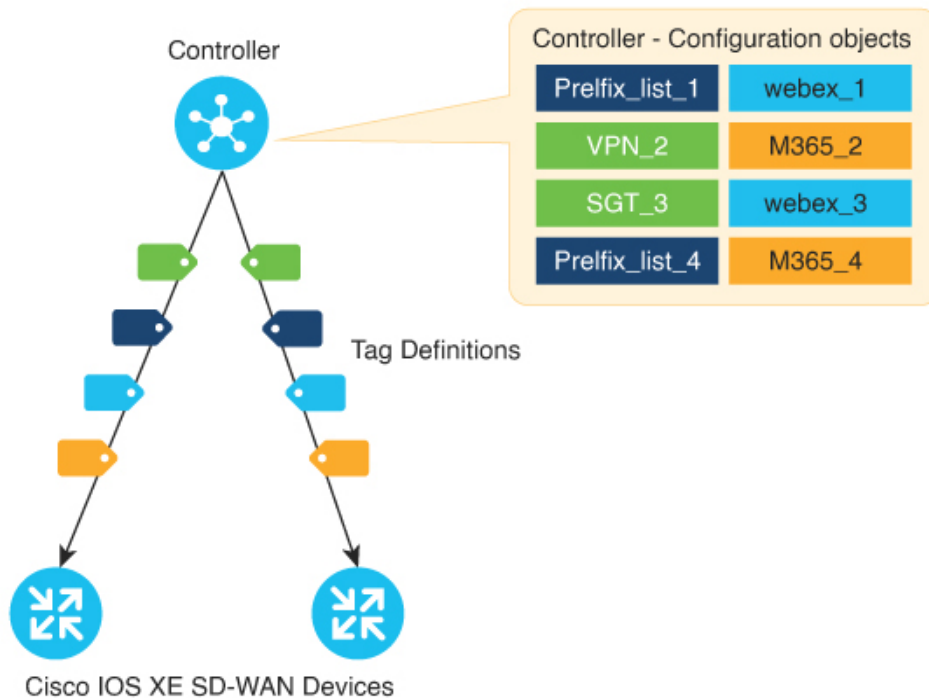 Controller
Controller - Configuration objects
Prelfix_list_1 webex_1
VPN_2 M365_2
SGT_3 webex_3
Prelfix_list_4 M365_4
Tag Definitions
Cisco IOS XE SD-WAN Devices